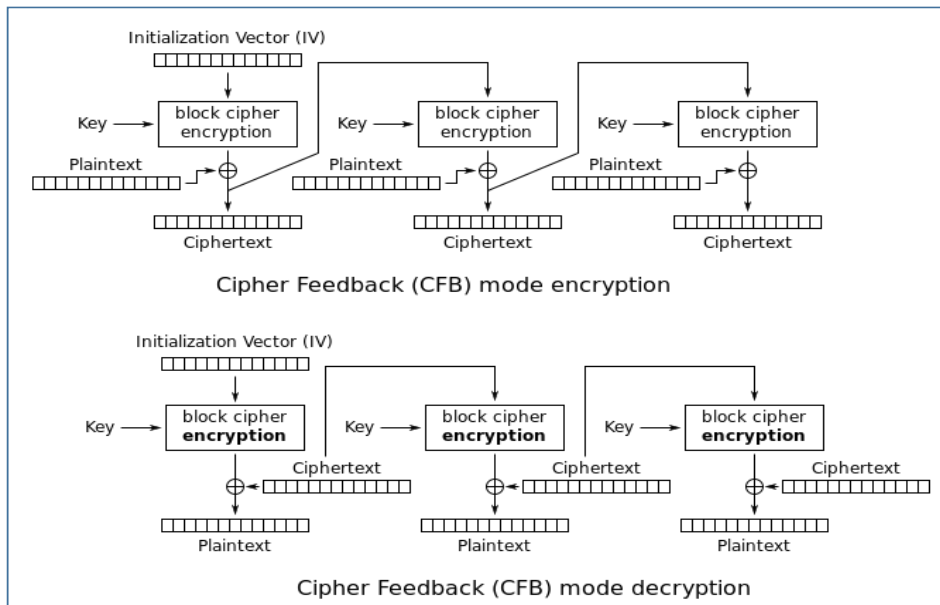 Initialization Vector (IV)
block cipher
encryption
block cipher
encryption
block cipher
encryption
Key
Key
Key
Plaintext
Plaintext
Plaintext
Ciphertext
Ciphertext
Ciphertext
Cipher Feedback (CFB) mode encryption
Initialization Vector (IV)
block cipher
encryption
block cipher
encryption
block cipher
encryption
Key
Key
Key
Ciphertext
Ciphertext
Ciphertext
Plaintext
Plaintext
Plaintext
Cipher Feedback (CFB) mode decryption